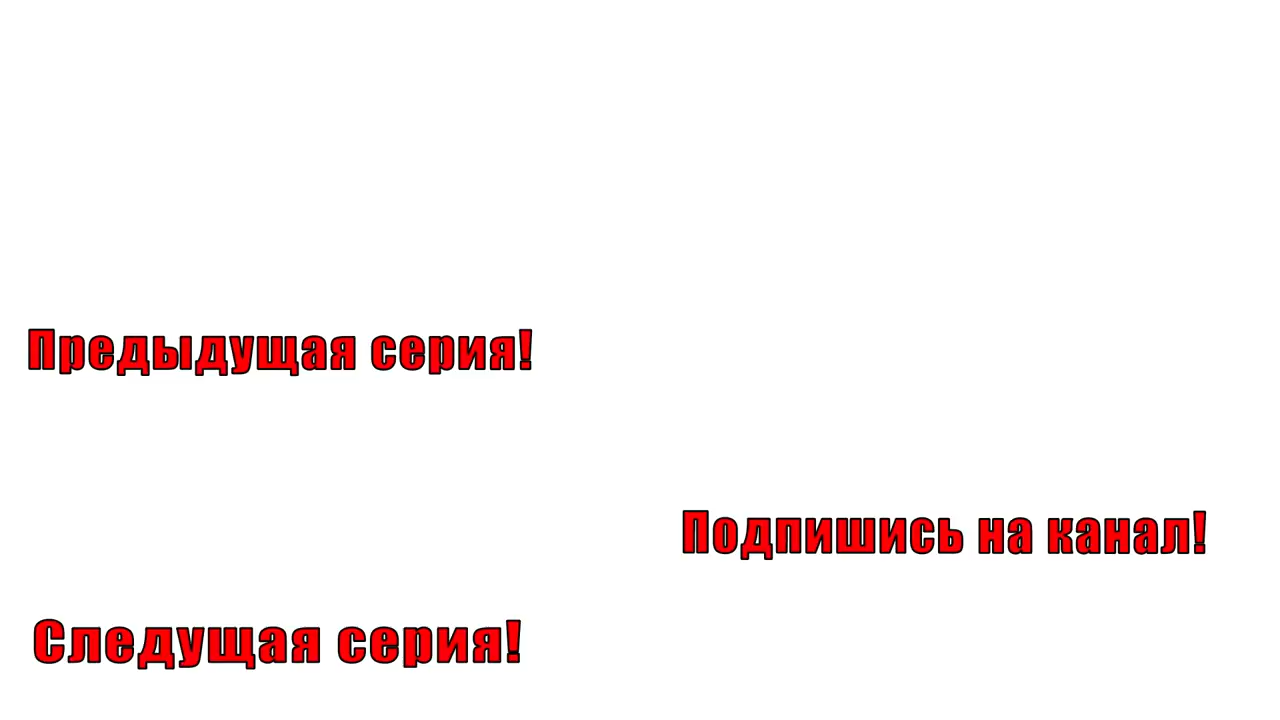 Предыдущая серия!
Подпишись на канал!
Следущая серия!